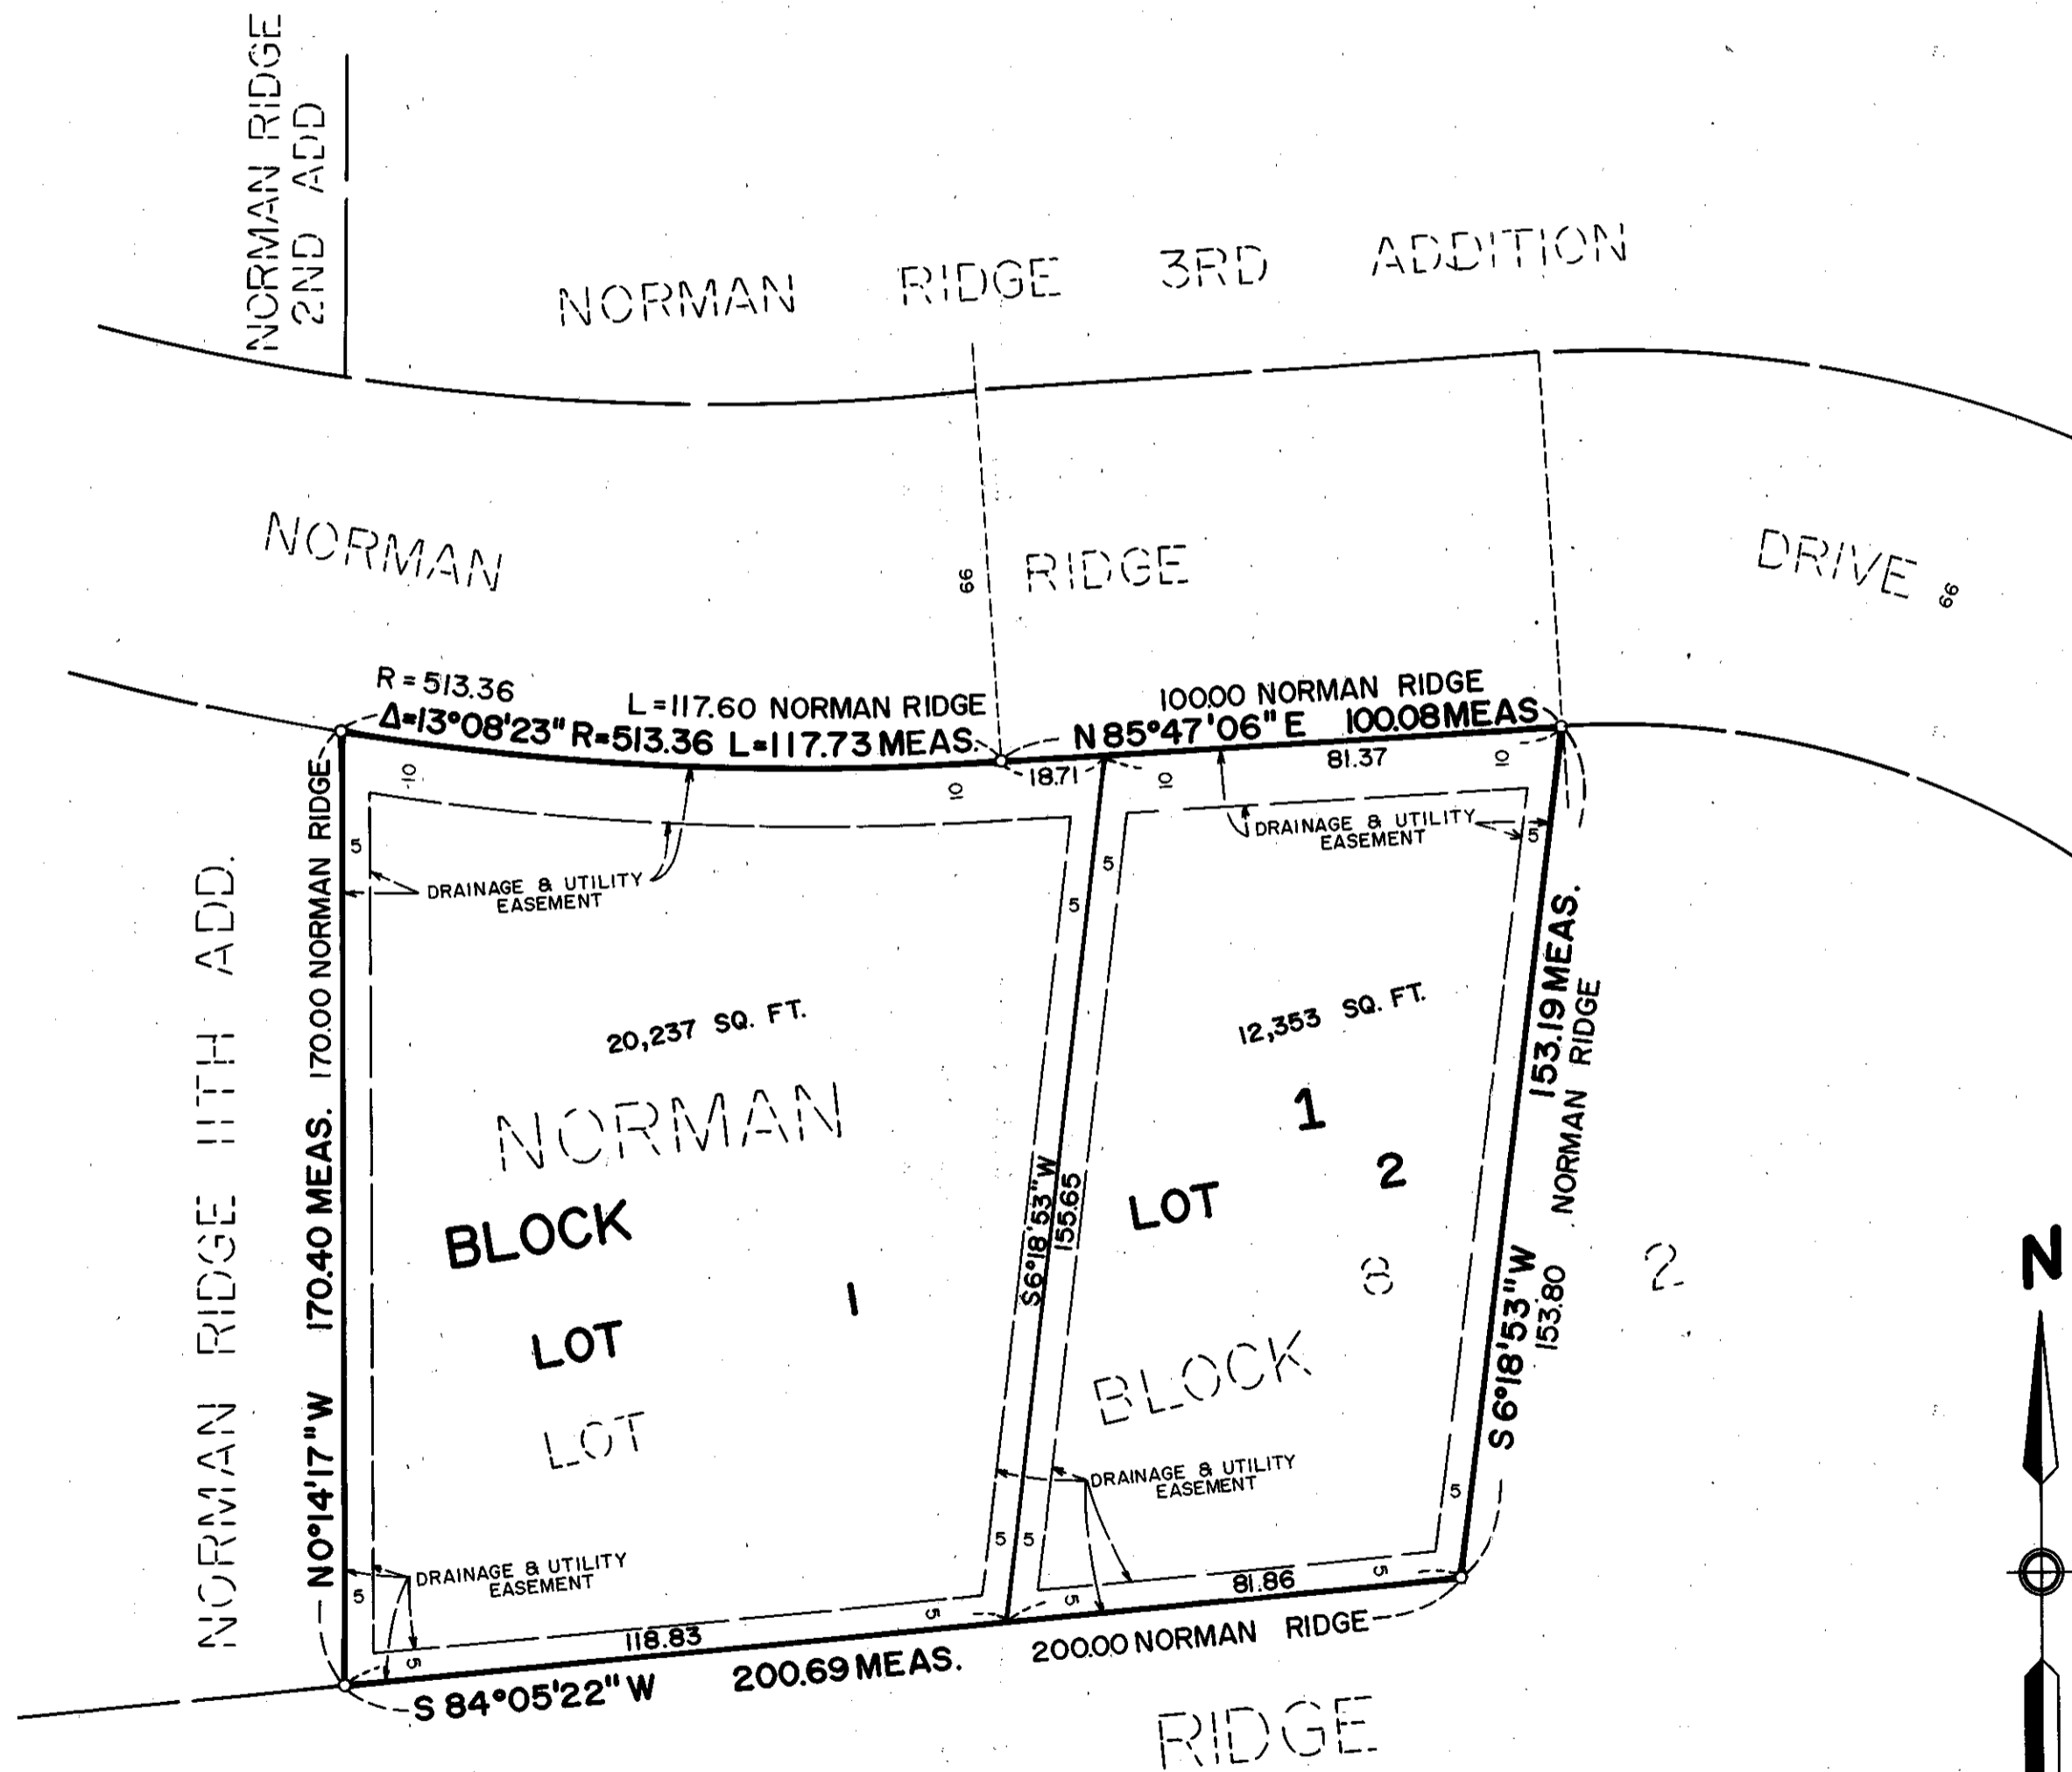 NORMAN RIDGE
2ND ADD
NORMAN RIDGE 3RD ADDITION
NORMAN RIDGE DRIVE
66
66
R = 513.36
L = 117.60 NORMAN RIDGE
Δ=13°08'23" R=513.36 L=117.73 MEAS.
100.00 NORMAN RIDGE
N 85°47'06" E 100.08 MEAS.
18.71
81.37
10
10
10
10
DRAINAGE & UTILITY
EASEMENT
5
5
5
DRAINAGE & UTILITY
EASEMENT
5
NORMAN RIDGE 11TH ADD.
N0°14'17"W 170.40 MEAS. 170.00 NORMAN RIDGE
20,237 SQ. FT.
12,353 SQ. FT.
NORMAN
BLOCK 1
LOT 1
LOT 8
LOT 2
BLOCK 2
S6°18'53"W
155.65
S 6°18'53"W 153.19 MEAS.
153.80 NORMAN RIDGE
N
DRAINAGE & UTILITY
EASEMENT
5
5
5
DRAINAGE & UTILITY
EASEMENT
5
5
5
5
5
118.83
81.86
S 84°05'22" W 200.69 MEAS. 200.00 NORMAN RIDGE
RIDGE